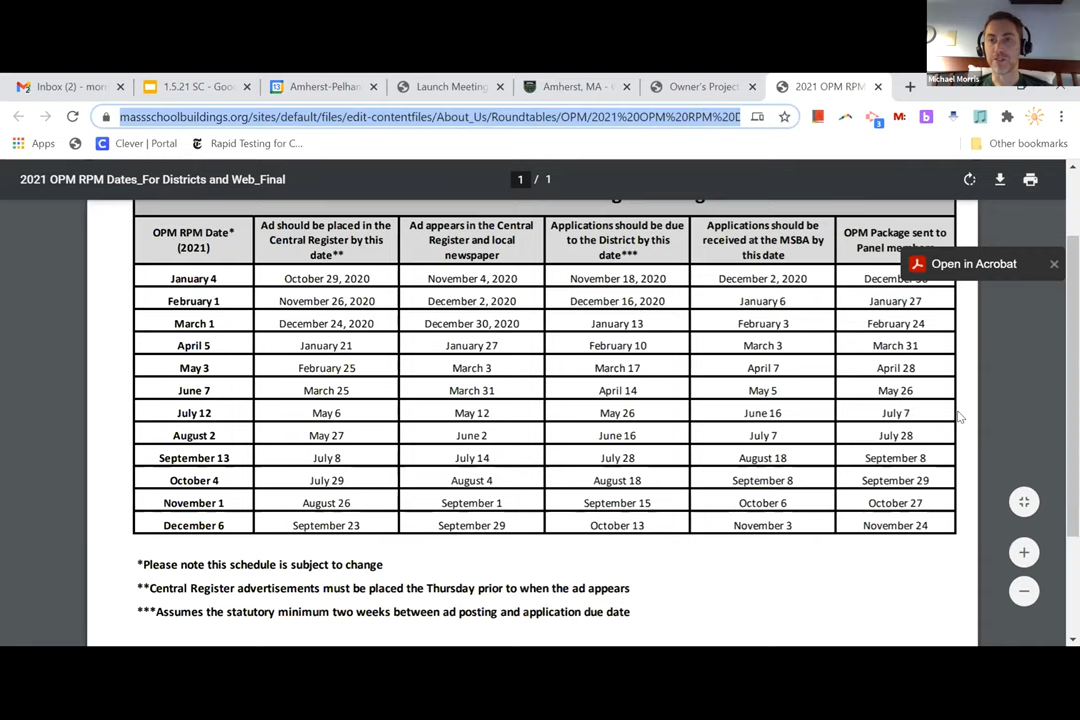 Michael Morris
Inbox (2) - mor
1.5.21 SC - Goo
Amherst-Pelhan
Launch Meeting
Amherst, MA - C
Owner's Project
2021 OPM RPM
massschoolbuildings.org/sites/default/files/edit-contentfiles/About_Us/Roundtables/OPM/2021%20OPM%20RPM%20D
Apps
Clever | Portal
Rapid Testing for C...
Other bookmarks
2021 OPM RPM Dates_For Districts and Web_Final
1 / 1
Open in Acrobat
OPM RPM Date* (2021) Ad should be placed in the Central Register by this date** Ad appears in the Central Register and local newspaper Applications should be due to the District by this date*** Applications should be received at the MSBA by this date OPM Package sent to Panel
January 4 October 29, 2020 November 4, 2020 November 18, 2020 December 2, 2020
February 1 November 26, 2020 December 2, 2020 December 16, 2020 January 6 January 27
March 1 December 24, 2020 December 30, 2020 January 13 February 3 February 24
April 5 January 21 January 27 February 10 March 3 March 31
May 3 February 25 March 3 March 17 April 7 April 28
June 7 March 25 March 31 April 14 May 5 May 26
July 12 May 6 May 12 May 26 June 16 July 7
August 2 May 27 June 2 June 16 July 7 July 28
September 13 July 8 July 14 July 28 August 18 September 8
October 4 July 29 August 4 August 18 September 8 September 29
November 1 August 26 September 1 September 15 October 6 October 27
December 6 September 23 September 29 October 13 November 3 November 24
*Please note this schedule is subject to change
**Central Register advertisements must be placed the Thursday prior to when the ad appears
***Assumes the statutory minimum two weeks between ad posting and application due date